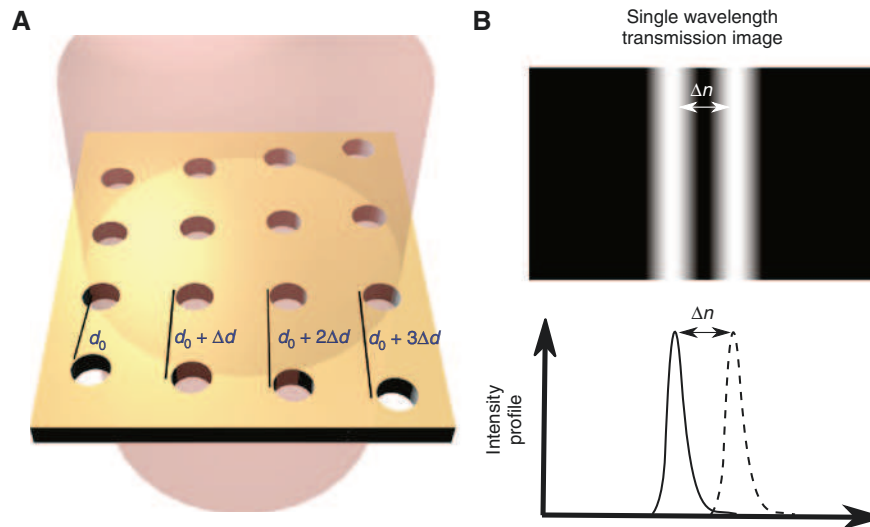 A
d₀
d₀ + Δd
d₀ + 2Δd
d₀ + 3Δd
B
Single wavelength
transmission image
Δn
Δn
Intensity
profile